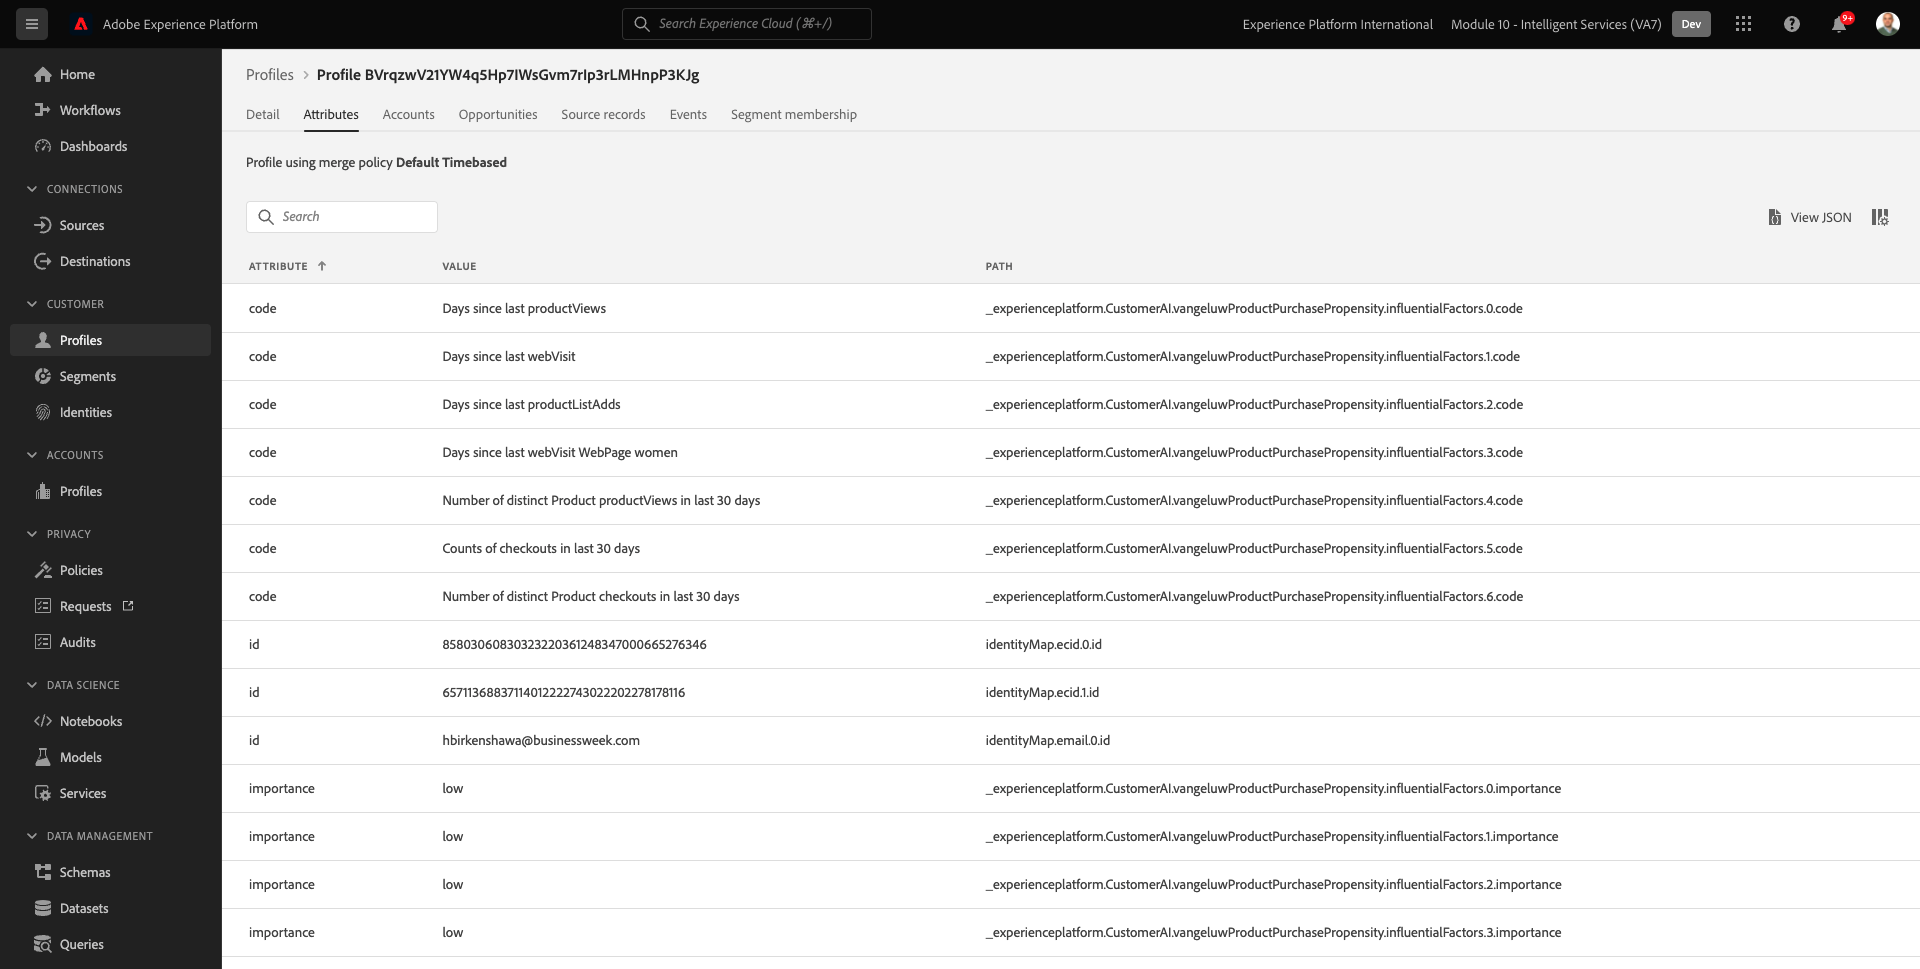 Adobe Experience Platform
Search Experience Cloud (⌘+/)
Experience Platform International
Module 10 - Intelligent Services (VA7)
Dev
9+
Home
Workflows
Dashboards
CONNECTIONS
Sources
Destinations
CUSTOMER
Profiles
Segments
Identities
ACCOUNTS
Profiles
PRIVACY
Policies
Requests
Audits
DATA SCIENCE
Notebooks
Models
Services
DATA MANAGEMENT
Schemas
Datasets
Queries
Profiles > Profile BVrqzwV21YW4q5Hp7IWsGvm7rIp3rLMHnpP3KJg
Detail Attributes Accounts Opportunities Source records Events Segment membership
Profile using merge policy Default Timebased
Search
View JSON
ATTRIBUTE VALUE PATH
code Days since last productViews _experienceplatform.CustomerAI.vangeluwProductPurchasePropensity.influentialFactors.0.code
code Days since last webVisit _experienceplatform.CustomerAI.vangeluwProductPurchasePropensity.influentialFactors.1.code
code Days since last productListAdds _experienceplatform.CustomerAI.vangeluwProductPurchasePropensity.influentialFactors.2.code
code Days since last webVisit WebPage women _experienceplatform.CustomerAI.vangeluwProductPurchasePropensity.influentialFactors.3.code
code Number of distinct Product productViews in last 30 days _experienceplatform.CustomerAI.vangeluwProductPurchasePropensity.influentialFactors.4.code
code Counts of checkouts in last 30 days _experienceplatform.CustomerAI.vangeluwProductPurchasePropensity.influentialFactors.5.code
code Number of distinct Product checkouts in last 30 days _experienceplatform.CustomerAI.vangeluwProductPurchasePropensity.influentialFactors.6.code
id 85803060830323220361248347000665276346 identityMap.ecid.0.id
id 65711368837114012222743022202278178116 identityMap.ecid.1.id
id hbirkenshawa@businessweek.com identityMap.email.0.id
importance low _experienceplatform.CustomerAI.vangeluwProductPurchasePropensity.influentialFactors.0.importance
importance low _experienceplatform.CustomerAI.vangeluwProductPurchasePropensity.influentialFactors.1.importance
importance low _experienceplatform.CustomerAI.vangeluwProductPurchasePropensity.influentialFactors.2.importance
importance low _experienceplatform.CustomerAI.vangeluwProductPurchasePropensity.influentialFactors.3.importance